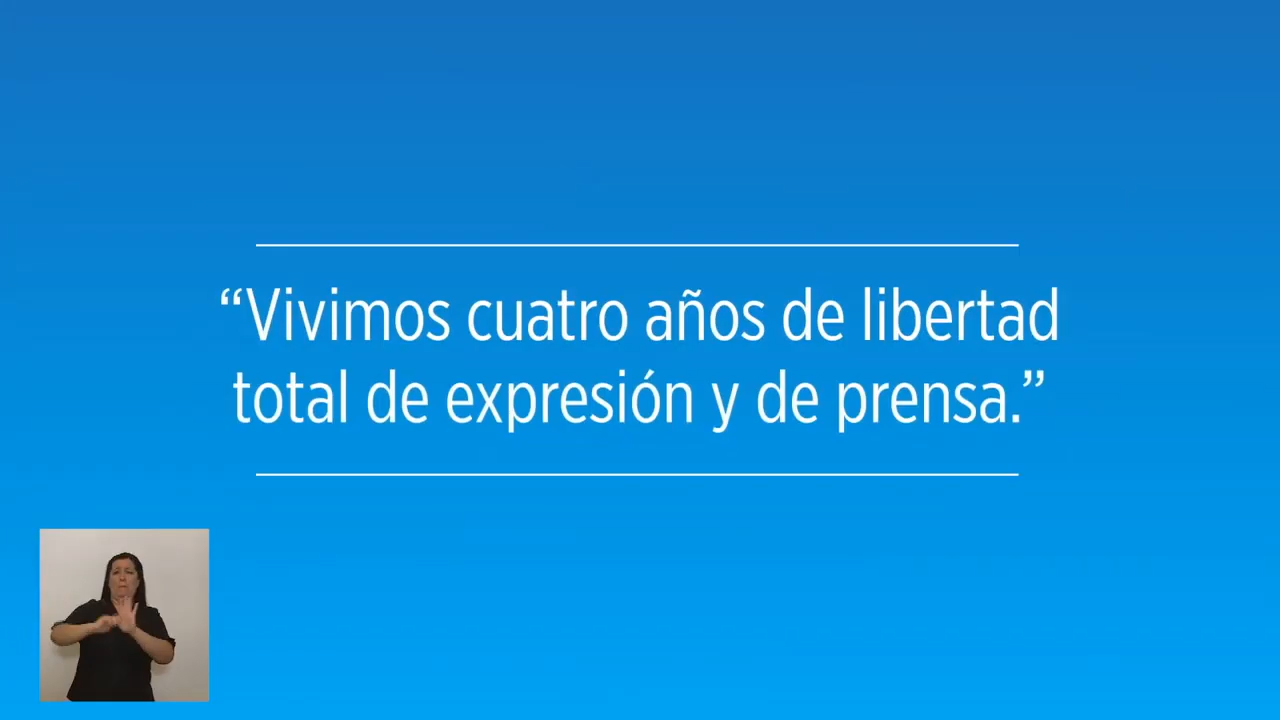 “Vivimos cuatro años de libertad
total de expresión y de prensa.”